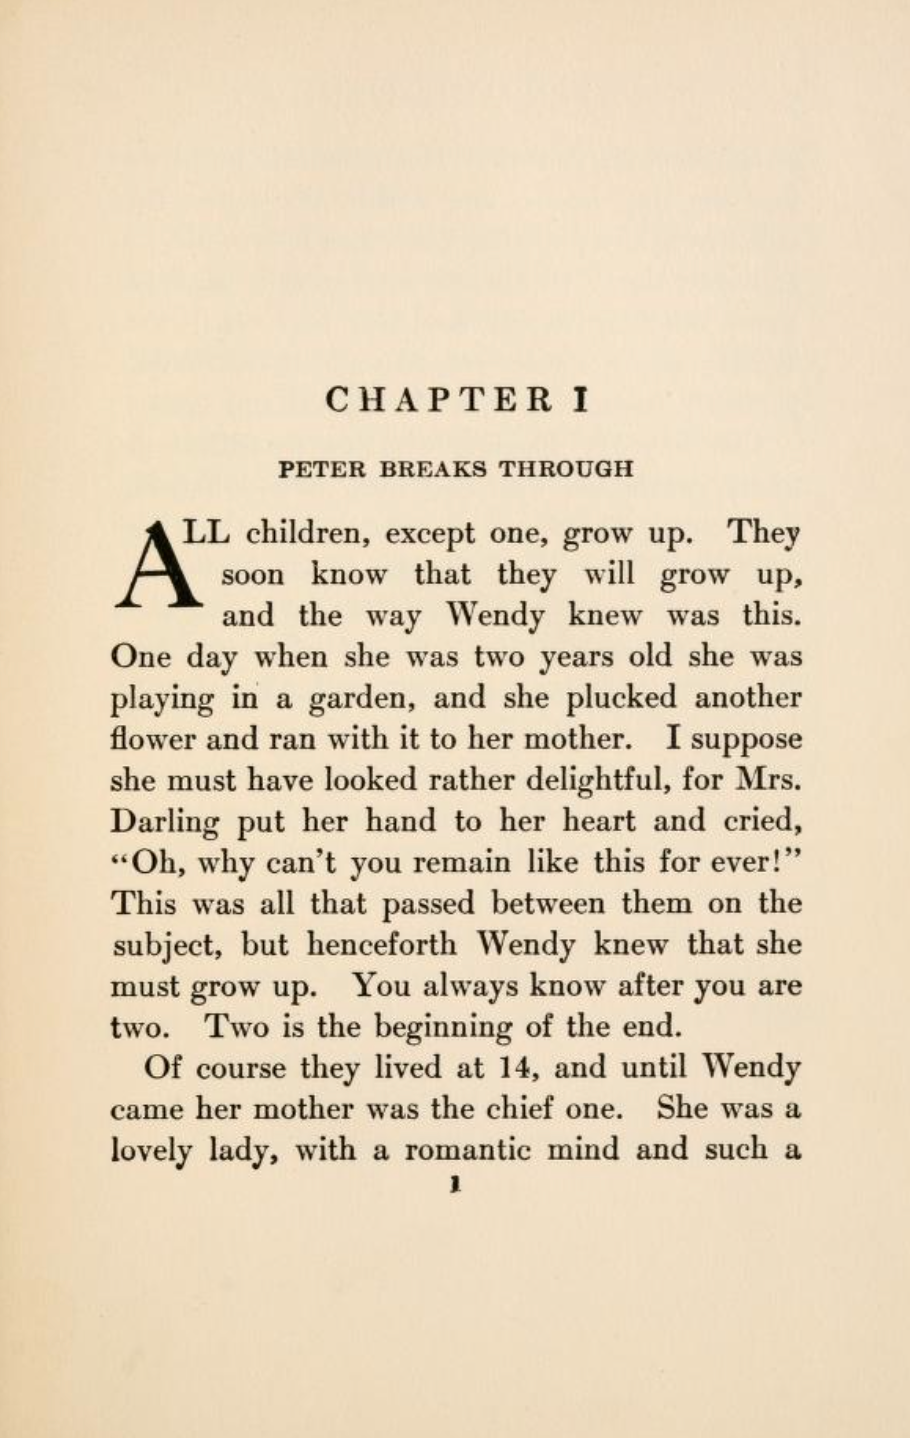 CHAPTER I
PETER BREAKS THROUGH
ALL children, except one, grow up. They
soon know that they will grow up,
and the way Wendy knew was this.
One day when she was two years old she was
playing in a garden, and she plucked another
flower and ran with it to her mother. I suppose
she must have looked rather delightful, for Mrs.
Darling put her hand to her heart and cried,
“Oh, why can't you remain like this for ever!”
This was all that passed between them on the
subject, but henceforth Wendy knew that she
must grow up. You always know after you are
two. Two is the beginning of the end.
Of course they lived at 14, and until Wendy
came her mother was the chief one. She was a
lovely lady, with a romantic mind and such a
1